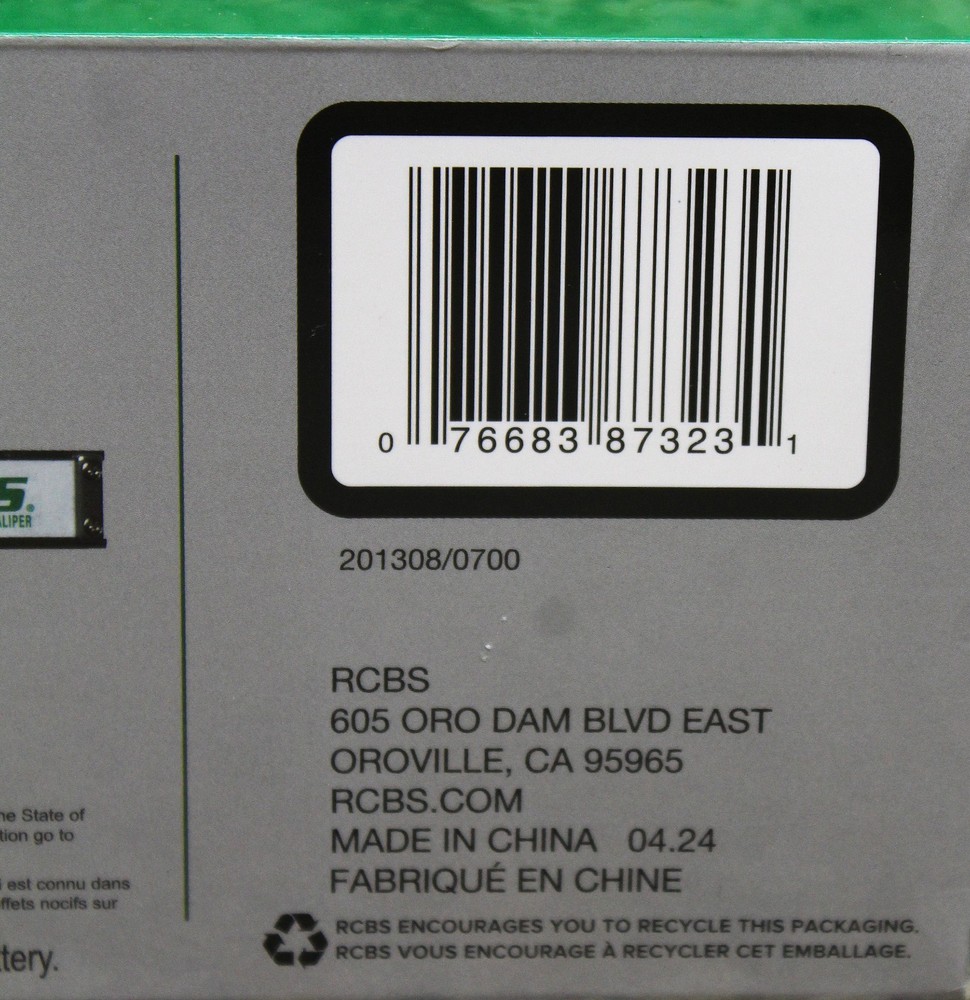 0 76683 87323 1
201308/0700
S®
ALIPER
RCBS
605 ORO DAM BLVD EAST
OROVILLE, CA 95965
RCBS.COM
MADE IN CHINA 04.24
FABRIQUÉ EN CHINE
RCBS ENCOURAGES YOU TO RECYCLE THIS PACKAGING.
RCBS VOUS ENCOURAGE À RECYCLER CET EMBALLAGE.
he State of
tion go to
i est connu dans
ffets nocifs sur
ttery.